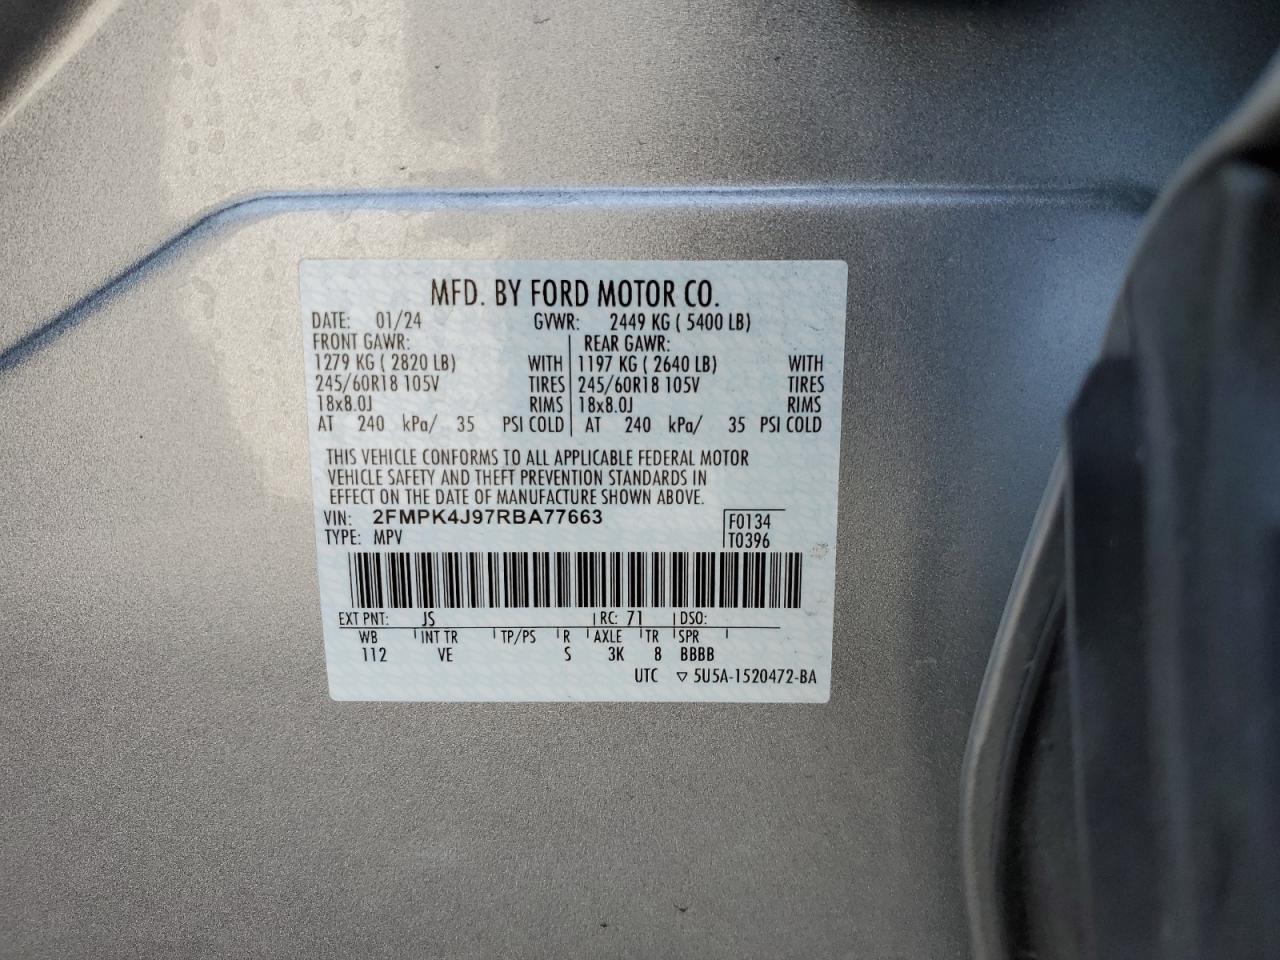 MFD. BY FORD MOTOR CO.
DATE: 01/24 GVWR: 2449 KG ( 5400 LB)
FRONT GAWR: REAR GAWR:
1279 KG ( 2820 LB) WITH 1197 KG ( 2640 LB) WITH
245/60R18 105V TIRES 245/60R18 105V TIRES
18x8.0J RIMS 18x8.0J RIMS
AT 240 kPa/ 35 PSI COLD AT 240 kPa/ 35 PSI COLD
THIS VEHICLE CONFORMS TO ALL APPLICABLE FEDERAL MOTOR
VEHICLE SAFETY AND THEFT PREVENTION STANDARDS IN
EFFECT ON THE DATE OF MANUFACTURE SHOWN ABOVE.
VIN: 2FMPK4J97RBA77663 F0134
TYPE: MPV T0396
EXT PNT: JS RC: 71 DSO:
WB INT TR TP/PS R AXLE TR SPR
112 VE S 3K 8 BBBB
UTC ▽ 5U5A-1520472-BA